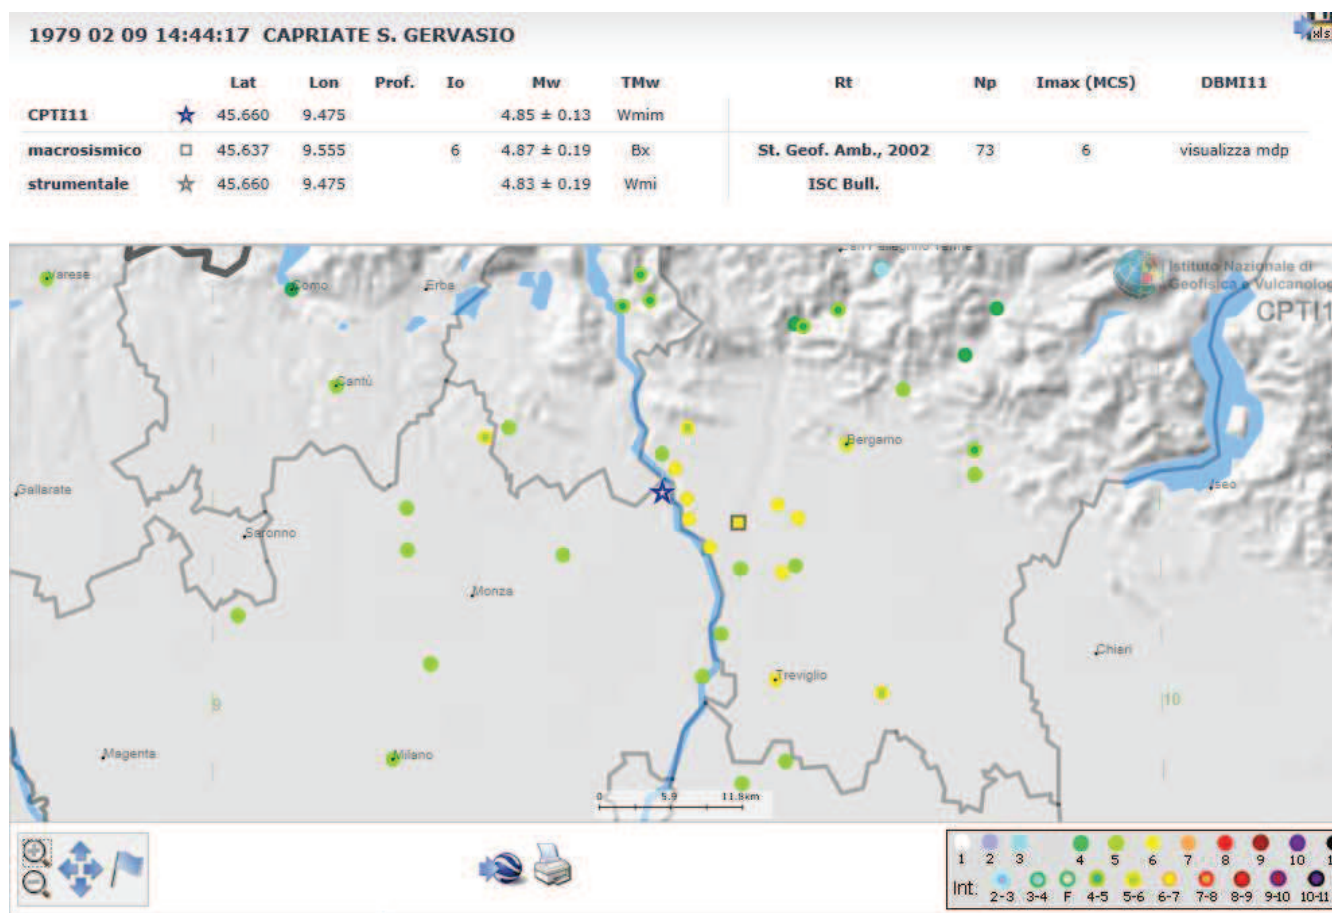 1979 02 09 14:44:17 CAPRIATE S. GERVASIO
xls
Lat Lon Prof. Io Mw TMw Rt Np Imax (MCS) DBMI11
CPTI11 45.660 9.475 4.85 ± 0.13 Wmim
macrosismico 45.637 9.555 6 4.87 ± 0.19 Bx St. Geof. Amb., 2002 73 6 visualizza mdp
strumentale 45.660 9.475 4.83 ± 0.19 Wmi ISC Bull.
Istituto Nazionale di
Geofisica e Vulcanolog
CPTI1
Varese
Como
Erba
Cantù
Bergamo
Gallarate
Iseo
Saronno
Monza
Chiari
Treviglio
9
10
Magenta
Milano
0 5.9 11.8km
1 2 3 4 5 6 7 8 9 10 1
Int: 2-3 3-4 F 4-5 5-6 6-7 7-8 8-9 9-10 10-11